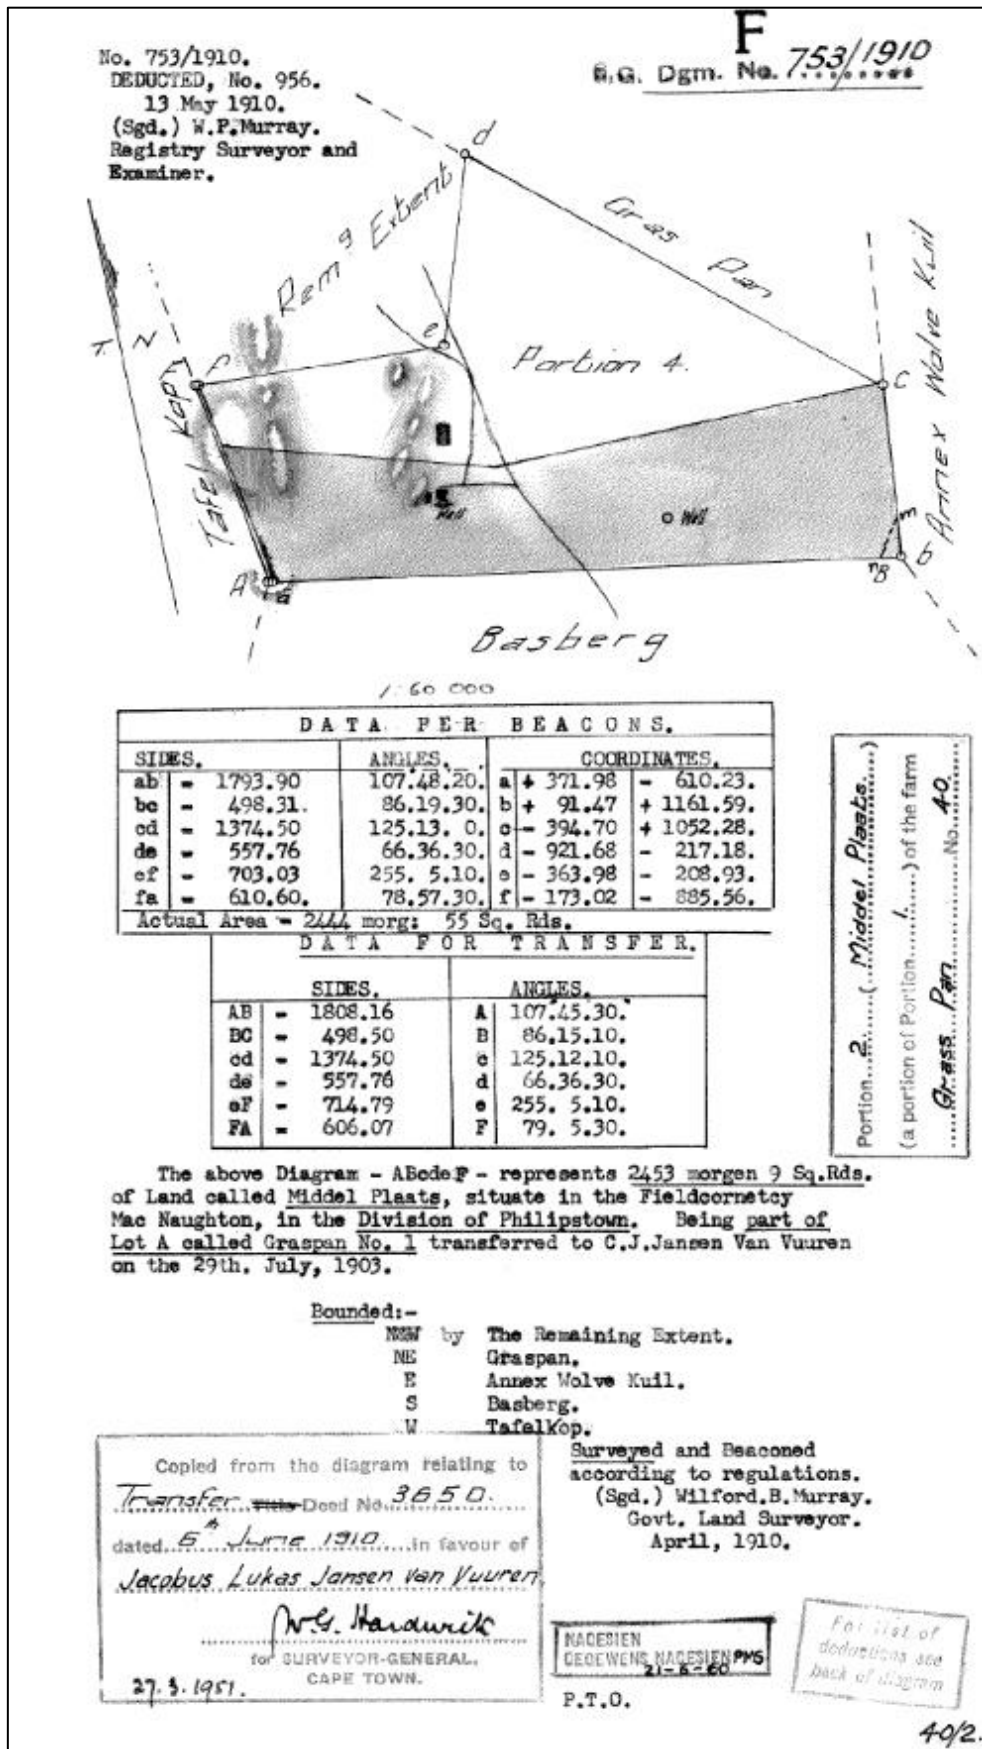 No. 753/1910.
DEDUCTED, No. 956.
13 May 1910.
(Sgd.) W.P.Murray.
Registry Surveyor and
Examiner.
F
S.G. Dgm. No. 753/1910
d
Rem g Extent
Gras Pan
Annex Wolve Kuil
T. N
Tafel Kop
f
e
Portion 4.
c
Well
Well
m
A
a
n
B
b
Basberg
1:60 000
DATA PER BEACONS.
SIDES. ANGLES. COORDINATES.
ab = 1793.90 107.48.20. a + 371.98 - 610.23.
bc = 498.31. 86.19.30. b + 91.47 + 1161.59.
cd = 1374.50 125.13. 0. c - 394.70 + 1052.28.
de = 557.76 66.36.30. d - 921.68 - 217.18.
ef = 703.03 255. 5.10. e - 363.98 - 208.93.
fa = 610.60. 78.57.30. f - 173.02 - 885.56.
Actual Area = 2444 morg: 55 Sq. Rds.
DATA FOR TRANSFER.
SIDES. ANGLES.
AB = 1808.16 A 107.45.30.
BC = 498.50 B 86.15.10.
cd = 1374.50 c 125.12.10.
de = 557.76 d 66.36.30.
eF = 714.79 e 255. 5.10.
FA = 606.07 F 79. 5.30.
Portion 2 (Middel Plaats.)
(a portion of Portion 1.) of the farm
Grass Pan No. 40.
The above Diagram - ABcdeF - represents 2453 morgen 9 Sq.Rds.
of Land called Middel Plaats, situate in the Fieldcornetcy
Mac Naughton, in the Division of Philipstown. Being part of
Lot A called Graspan No. 1 transferred to C.J.Jansen Van Vuuren
on the 29th. July, 1903.
Bounded:-
by The Remaining Extent.
NE Graspan.
E Annex Wolve Kuil.
S Basberg.
W Tafelkop.
Surveyed and Beaconed
according to regulations.
(Sgd.) Wilford.B.Murray.
Govt. Land Surveyor.
April, 1910.
Copied from the diagram relating to
Transfer Title Deed No. 3650.
dated 6th June 1910 in favour of
Jacobus Lukas Jansen van Vuuren
for SURVEYOR-GENERAL.
CAPE TOWN.
27.3.1951.
NAGESIEN
GEGEWENS NAGESIEN PMS
21-6-60
P.T.O.
For list of
deductions see
back of diagram
40/2.